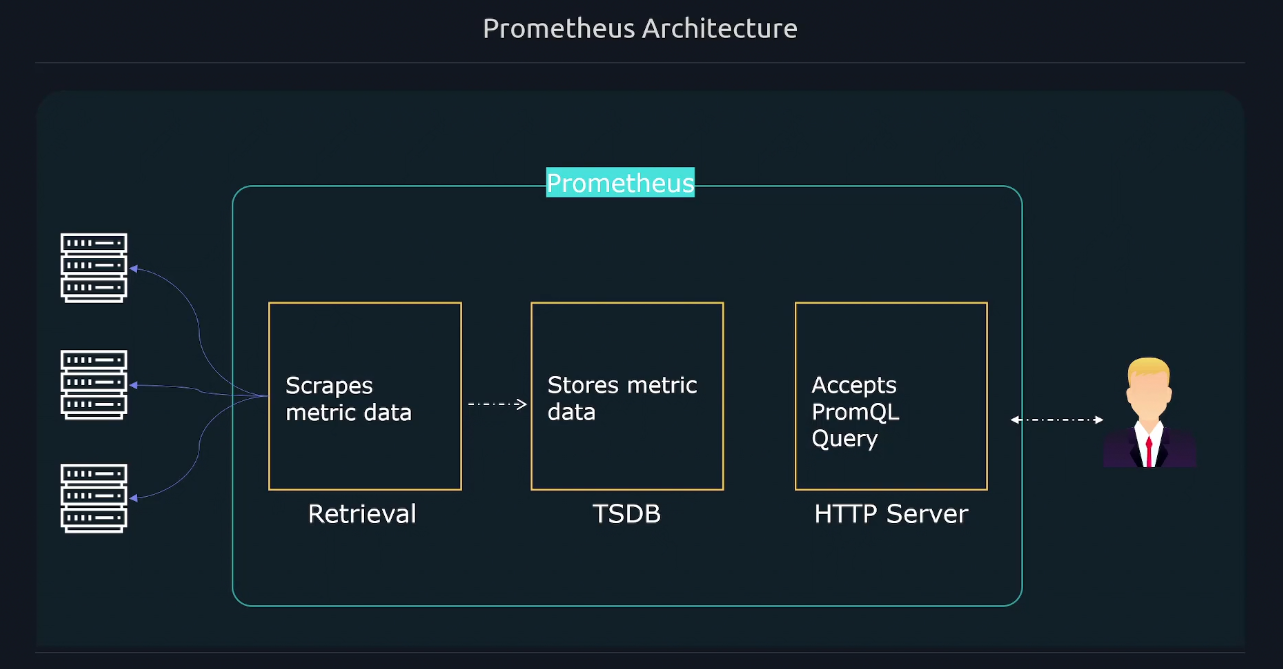 Prometheus Architecture
Prometheus
Scrapes
metric data
Retrieval
Stores metric
data
TSDB
Accepts
PromQL
Query
HTTP Server